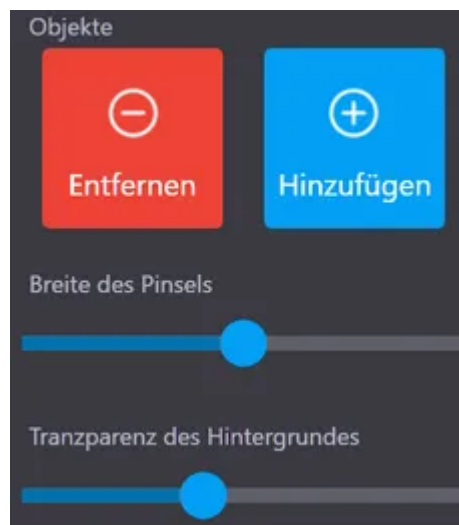 Objekte
Entfernen Hinzufügen
Breite des Pinsels
Tranzparenz des Hintergrundes